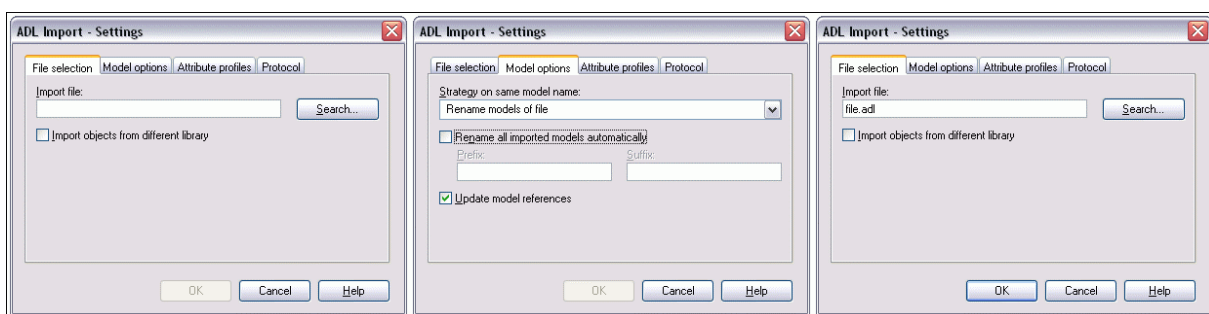 ADL Import - Settings
File selection Model options Attribute profiles Protocol
Import file:
Search...
Import objects from different library
OK Cancel Help
ADL Import - Settings
File selection Model options Attribute profiles Protocol
Strategy on same model name:
Rename models of file
Rename all imported models automatically
Prefix: Suffix:
Update model references
OK Cancel Help
ADL Import - Settings
File selection Model options Attribute profiles Protocol
Import file:
file.adl Search...
Import objects from different library
OK Cancel Help